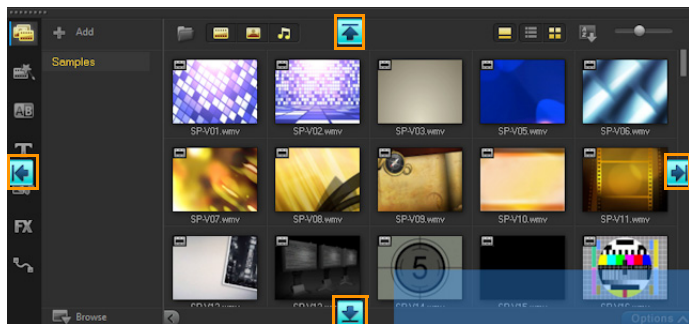 Add
Samples
AB
T
FX
SP-V01.wmv
SP-V02.wmv
SP-V03.wmv
SP-V05.wmv
SP-V06.wmv
SP-V07.wmv
SP-V08.wmv
SP-V09.wmv
SP-V10.wmv
SP-V11.wmv
5
Browse
Options